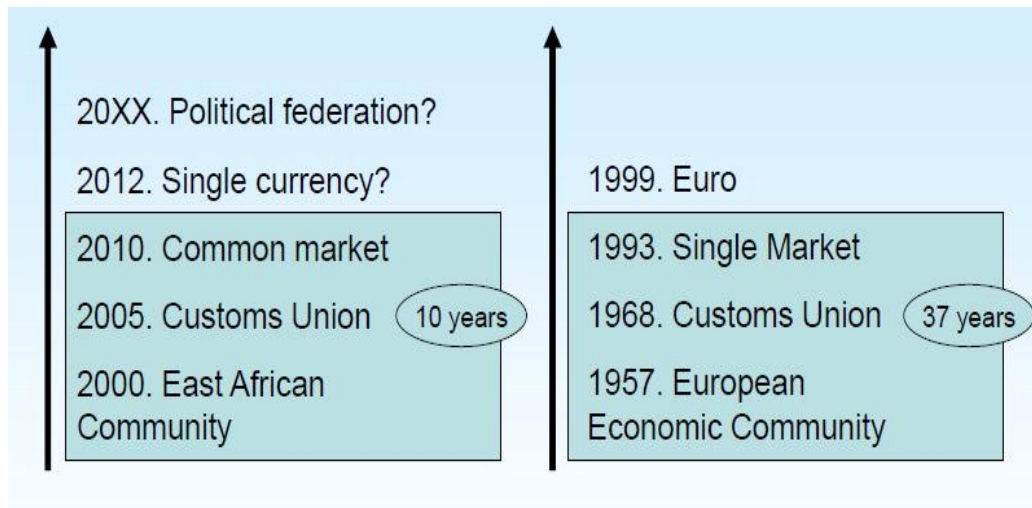 20XX. Political federation?
2012. Single currency?
2010. Common market
2005. Customs Union
10 years
2000. East African
Community
1999. Euro
1993. Single Market
1968. Customs Union
37 years
1957. European
Economic Community